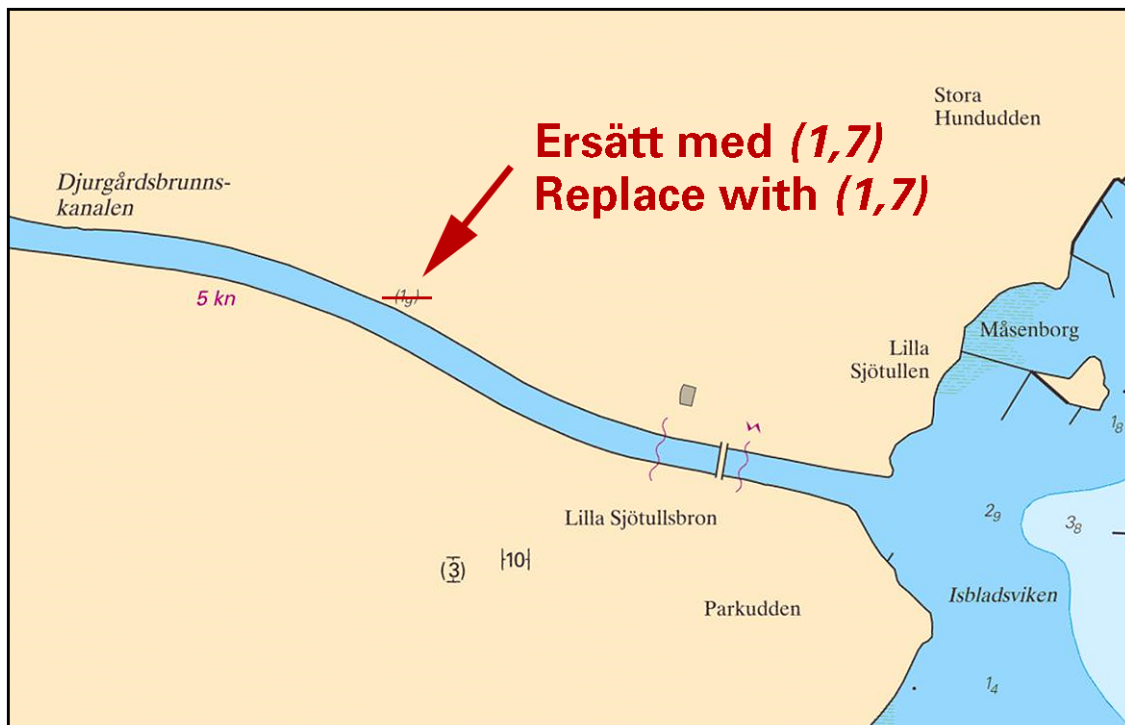 Stora
Hundudden
Ersätt med (1,7)
Replace with (1,7)
Djurgårdsbrunns-
kanalen
5 kn
(1₉)
Måsenborg
Lilla
Sjötullen
1₈
2₉
3₈
Lilla Sjötullsbron
(3)
10
Isbladsviken
Parkudden
1₄